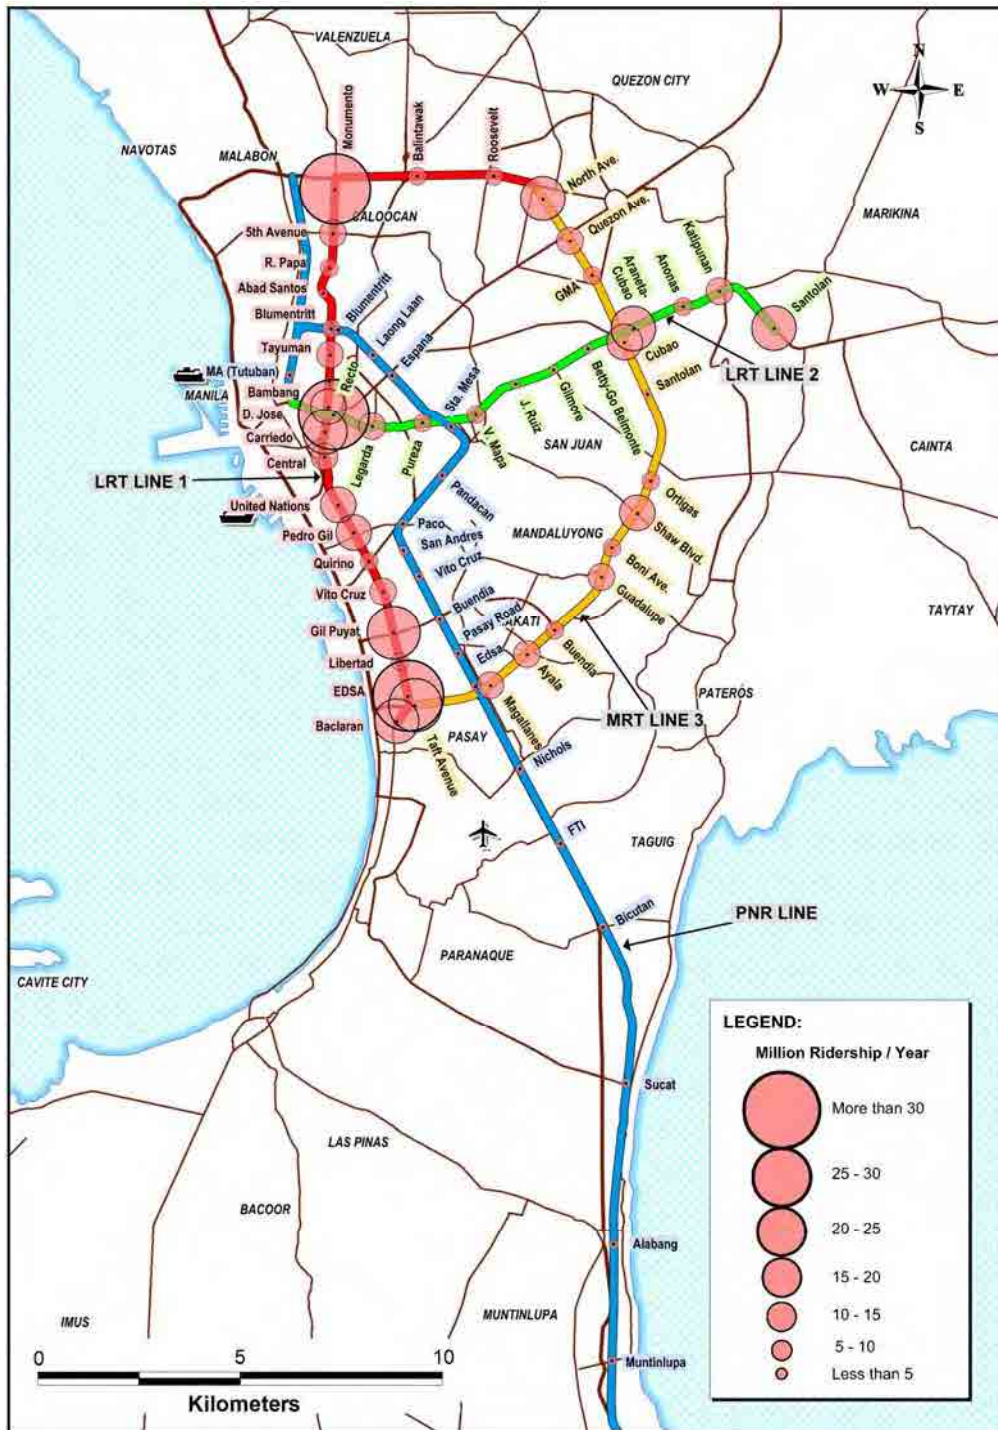 VALENZUELA
QUEZON CITY
N
W E
S
NAVOTAS
MALABON
Monumento
Balintawak
Roosevelt
North Ave.
CALOOCAN
MARIKINA
5th Avenue
Quezon Ave.
Katipunan
R. Papa
Anonas
Araneta-
Cubao
GMA
Abad Santos
Santolan
Blumentritt
Blumentritt
Laong Laan
Tayuman
Espana
Cubao
LRT LINE 2
MA (Tutuban)
Recto
Santolan
MANILA
Bambang
Sta. Mesa
Betty-Go Belmonte
Gilmore
J. Ruiz
D. Jose
V. Mapa
Carriedo
Pureza
SAN JUAN
CAINTA
Legarda
Central
LRT LINE 1
Pandacan
Ortigas
United Nations
Paco
MANDALUYONG
Shaw Blvd.
Pedro Gil
San Andres
Quirino
Vito Cruz
Boni Ave.
Vito Cruz
Guadalupe
TAYTAY
Buendia
Gil Puyat
Pasay Road
AKATI
Buendia
Libertad
Edsa
Ayala
EDSA
PATEROS
Magallanes
MRT LINE 3
Baclaran
PASAY
Taft Avenue
Nichols
FTI
TAGUIG
Bicutan
PNR LINE
PARANAQUE
CAVITE CITY
Sucat
LAS PINAS
BACOOR
Alabang
IMUS
MUNTINLUPA
Muntinlupa
0 5 10
Kilometers
LEGEND:
Million Ridership / Year
More than 30
25 - 30
20 - 25
15 - 20
10 - 15
5 - 10
Less than 5